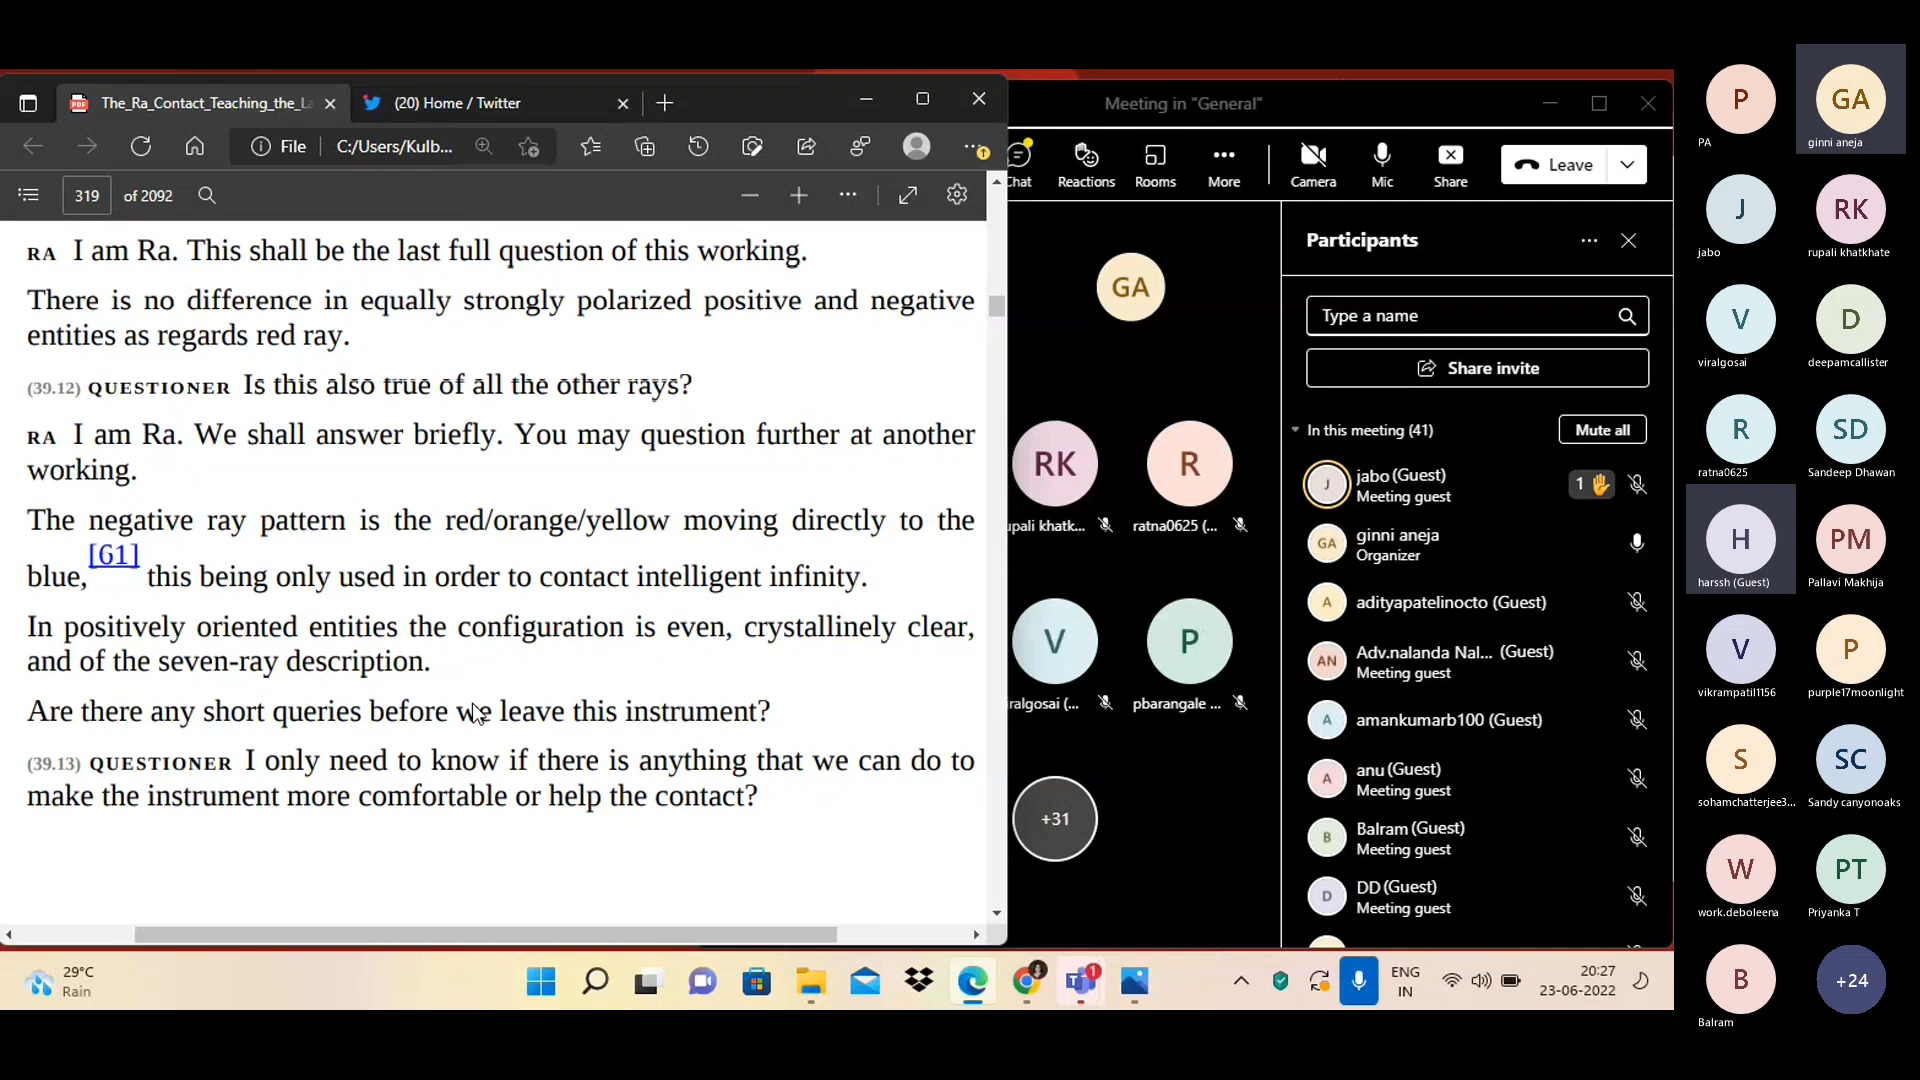 The_Ra_Contact_Teaching_the_La
(20) Home / Twitter
File
C:/Users/Kulb...
319
of 2092
RA I am Ra. This shall be the last full question of this working.
There is no difference in equally strongly polarized positive and negative
entities as regards red ray.
(39.12) QUESTIONER Is this also true of all the other rays?
RA I am Ra. We shall answer briefly. You may question further at another
working.
The negative ray pattern is the red/orange/yellow moving directly to the
blue,[61] this being only used in order to contact intelligent infinity.
In positively oriented entities the configuration is even, crystallinely clear,
and of the seven-ray description.
Are there any short queries before we leave this instrument?
(39.13) QUESTIONER I only need to know if there is anything that we can do to
make the instrument more comfortable or help the contact?
Meeting in "General"
Chat
Reactions
Rooms
More
Camera
Mic
Share
Leave
GA
RK
upali khatk...
R
ratna0625 (...
V
iralgosai (...
P
pbarangale ...
+31
Participants
Type a name
Share invite
In this meeting (41)
Mute all
J
jabo (Guest)
Meeting guest
1
GA
ginni aneja
Organizer
A
adityapatelinocto (Guest)
AN
Adv.nalanda Nal... (Guest)
Meeting guest
A
amankumarb100 (Guest)
A
anu (Guest)
Meeting guest
B
Balram (Guest)
Meeting guest
D
DD (Guest)
Meeting guest
29°C
Rain
1
ENG
IN
20:27
23-06-2022
P
PA
GA
ginni aneja
J
jabo
RK
rupali khatkhate
V
viralgosai
D
deepamcallister
R
ratna0625
SD
Sandeep Dhawan
H
harssh (Guest)
PM
Pallavi Makhija
V
vikrampatil1156
P
purple17moonlight
S
sohamchatterjee3...
SC
Sandy canyonoaks
W
work.deboleena
PT
Priyanka T
B
Balram
+24